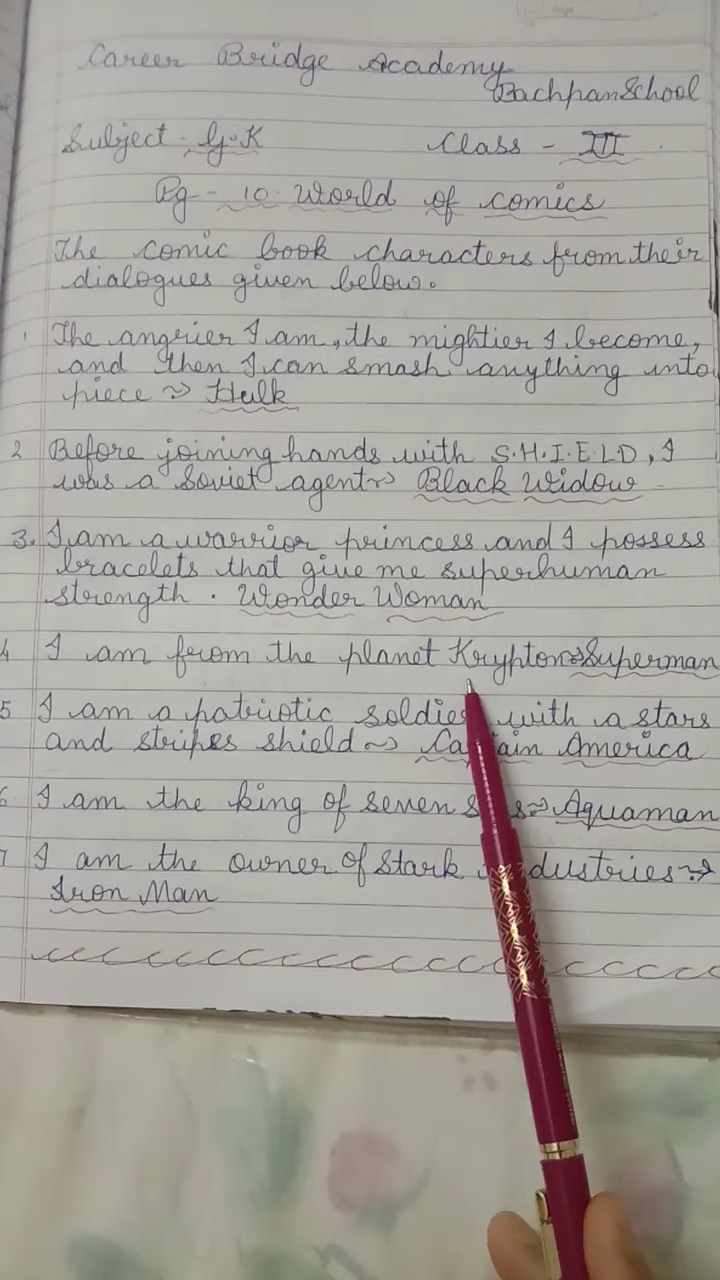 Career Bridge Academy
Bachpan School
Subject - G.K Class - III
Pg - 10 World of comics
The comic book characters from their
dialogues given below.
1 The angrier I am, the mightier I become,
and then I can smash anything into
piece ~> Hulk
2 Before joining hands with S.H.I.E.L.D, I
was a Soviet agent ~> Black Widow
3. I am a warrior princess and I possess
bracelets that give me superhuman
strength. Wonder Woman
4 I am from the planet Krypton ~> Superman
5 I am a patriotic soldier with a stars
and stripes shield ~> Captain America
6 I am the king of seven s s ~> Aquaman
7 I am the owner of Stark Industries ~>
Iron Man